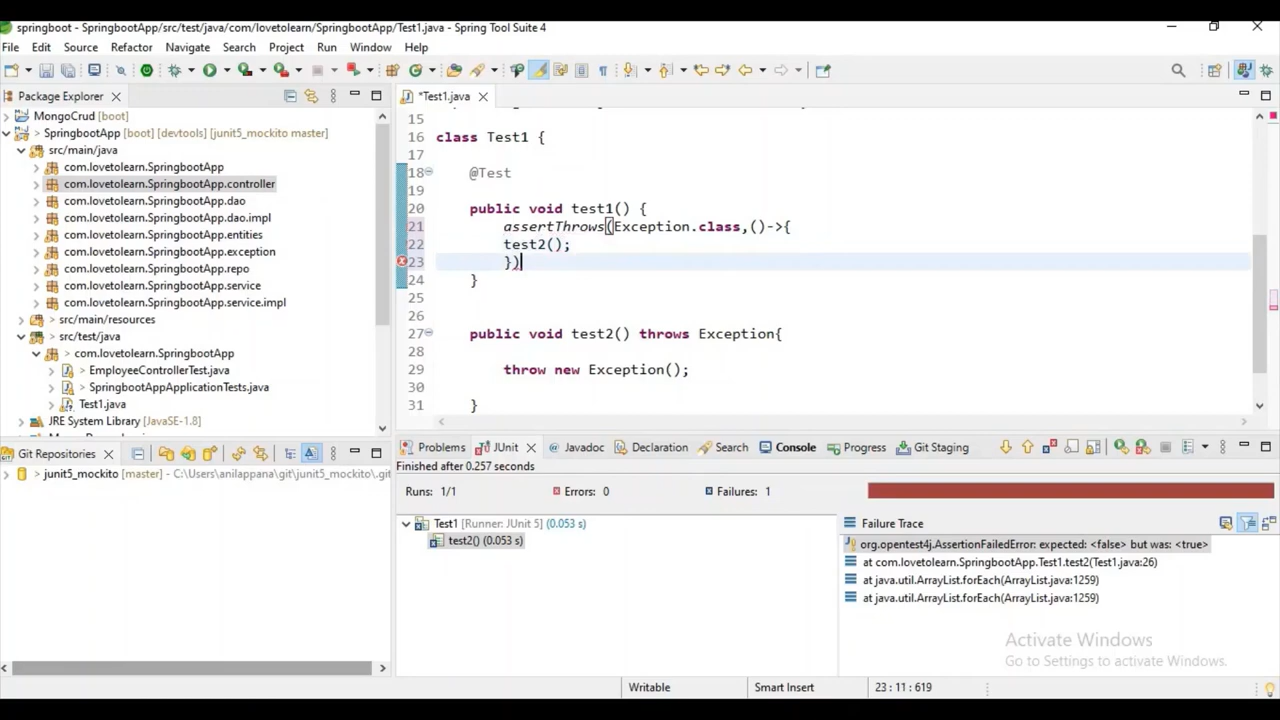 springboot - SpringbootApp/src/test/java/com/lovetolearn/SpringbootApp/Test1.java - Spring Tool Suite 4
File Edit Source Refactor Navigate Search Project Run Window Help
Package Explorer
MongoCrud [boot]
> SpringbootApp [boot] [devtools] [junit5_mockito master]
src/main/java
com.lovetolearn.SpringbootApp
com.lovetolearn.SpringbootApp.controller
com.lovetolearn.SpringbootApp.dao
com.lovetolearn.SpringbootApp.dao.impl
com.lovetolearn.SpringbootApp.entities
com.lovetolearn.SpringbootApp.exception
com.lovetolearn.SpringbootApp.repo
com.lovetolearn.SpringbootApp.service
com.lovetolearn.SpringbootApp.service.impl
> src/main/resources
> src/test/java
> com.lovetolearn.SpringbootApp
> EmployeeControllerTest.java
> SpringbootAppApplicationTests.java
Test1.java
JRE System Library [JavaSE-1.8]
*Test1.java
15
16 class Test1 {
17
18 @Test
19
20 public void test1() {
21 assertThrows(Exception.class,()->{
22 test2();
23 })
24 }
25
26
27 public void test2() throws Exception{
28
29 throw new Exception();
30
31 }
Git Repositories
> junit5_mockito [master] - C:\Users\anilappana\git\junit5_mockito\.git
Problems JUnit Javadoc Declaration Search Console Progress Git Staging
Finished after 0.257 seconds
Runs: 1/1 Errors: 0 Failures: 1
Test1 [Runner: JUnit 5] (0.053 s)
test2() (0.053 s)
Failure Trace
org.opentest4j.AssertionFailedError: expected: <false> but was: <true>
at com.lovetolearn.SpringbootApp.Test1.test2(Test1.java:26)
at java.util.ArrayList.forEach(ArrayList.java:1259)
at java.util.ArrayList.forEach(ArrayList.java:1259)
Activate Windows
Go to Settings to activate Windows.
Writable Smart Insert 23 : 11 : 619